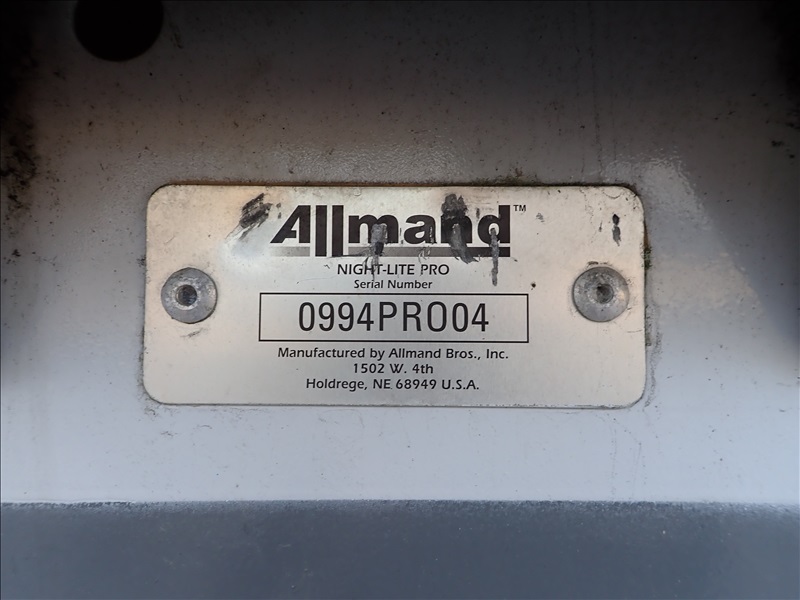 Allmand™
NIGHT-LITE PRO
Serial Number
0994PRO04
Manufactured by Allmand Bros., Inc.
1502 W. 4th
Holdrege, NE 68949 U.S.A.